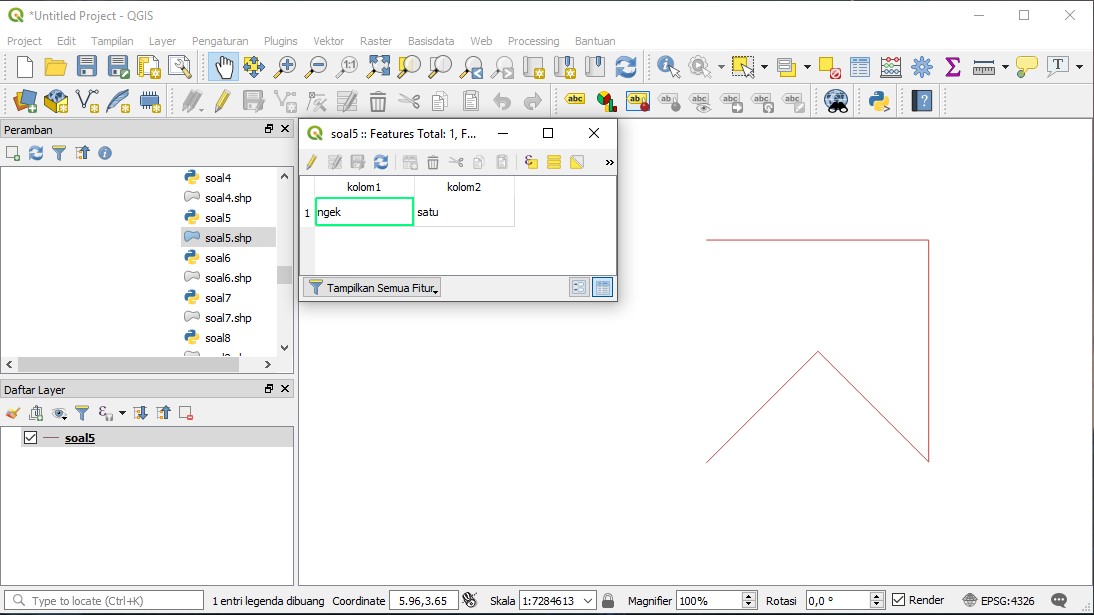 *Untitled Project - QGIS
Project Edit Tampilan Layer Pengaturan Plugins Vektor Raster Basisdata Web Processing Bantuan
Peramban
soal5 :: Features Total: 1, F...
soal4
soal4.shp
soal5
soal5.shp
soal6
soal6.shp
soal7
soal7.shp
soal8
kolom1 kolom2
1 ngek satu
Tampilkan Semua Fitur
Daftar Layer
soal5
Type to locate (Ctrl+K) 1 entri legenda dibuang Coordinate 5.96,3.65 Skala 1:7284613 Magnifier 100% Rotasi 0,0 ° Render EPSG:4326